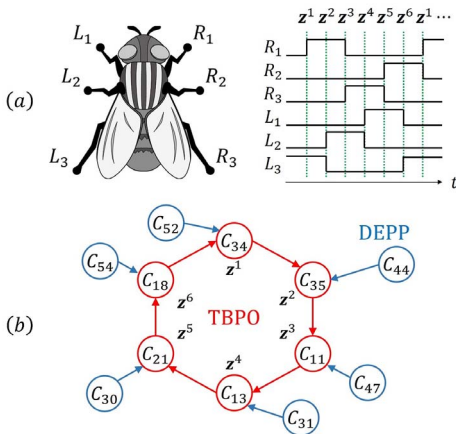 z¹ z² z³ z⁴ z⁵ z⁶ z¹ ...
L₁ R₁
L₂ R₂
L₃ R₃
(a)
R₁
R₂
R₃
L₁
L₂
L₃
t
C₅₂
DEPP
C₅₄
C₃₄
C₄₄
z¹
C₁₈
C₃₅
z⁶
z²
TBPO
(b)
z⁵
z³
C₂₁
z⁴
C₁₁
C₃₀
C₁₃
C₃₁
C₄₇